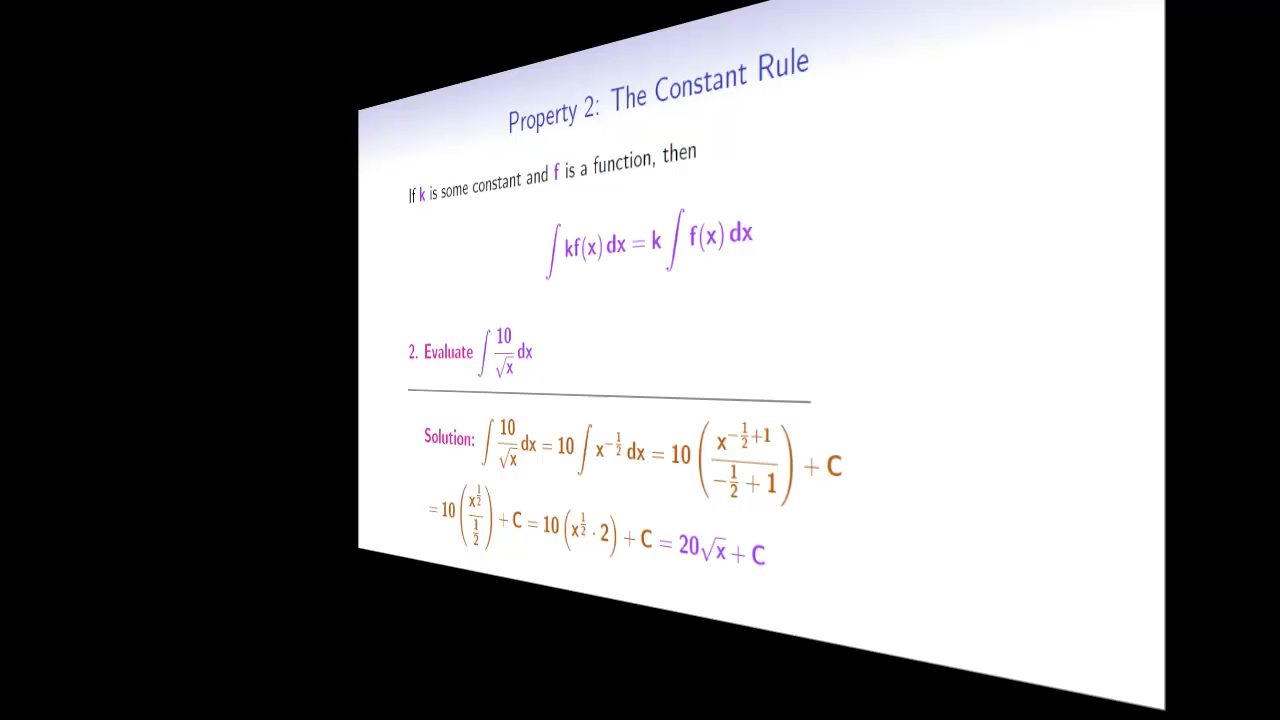 Property 2: The Constant Rule
If k is some constant and f is a function, then
∫ kf(x) dx = k ∫ f(x) dx
2. Evaluate ∫ 10/√x dx
Solution: ∫ 10/√x dx = 10 ∫ x^(-1/2) dx = 10 (x^(-1/2+1)/(-1/2+1)) + C
= 10 (x^(1/2)/(1/2)) + C = 10 (x^(1/2) · 2) + C = 20√x + C